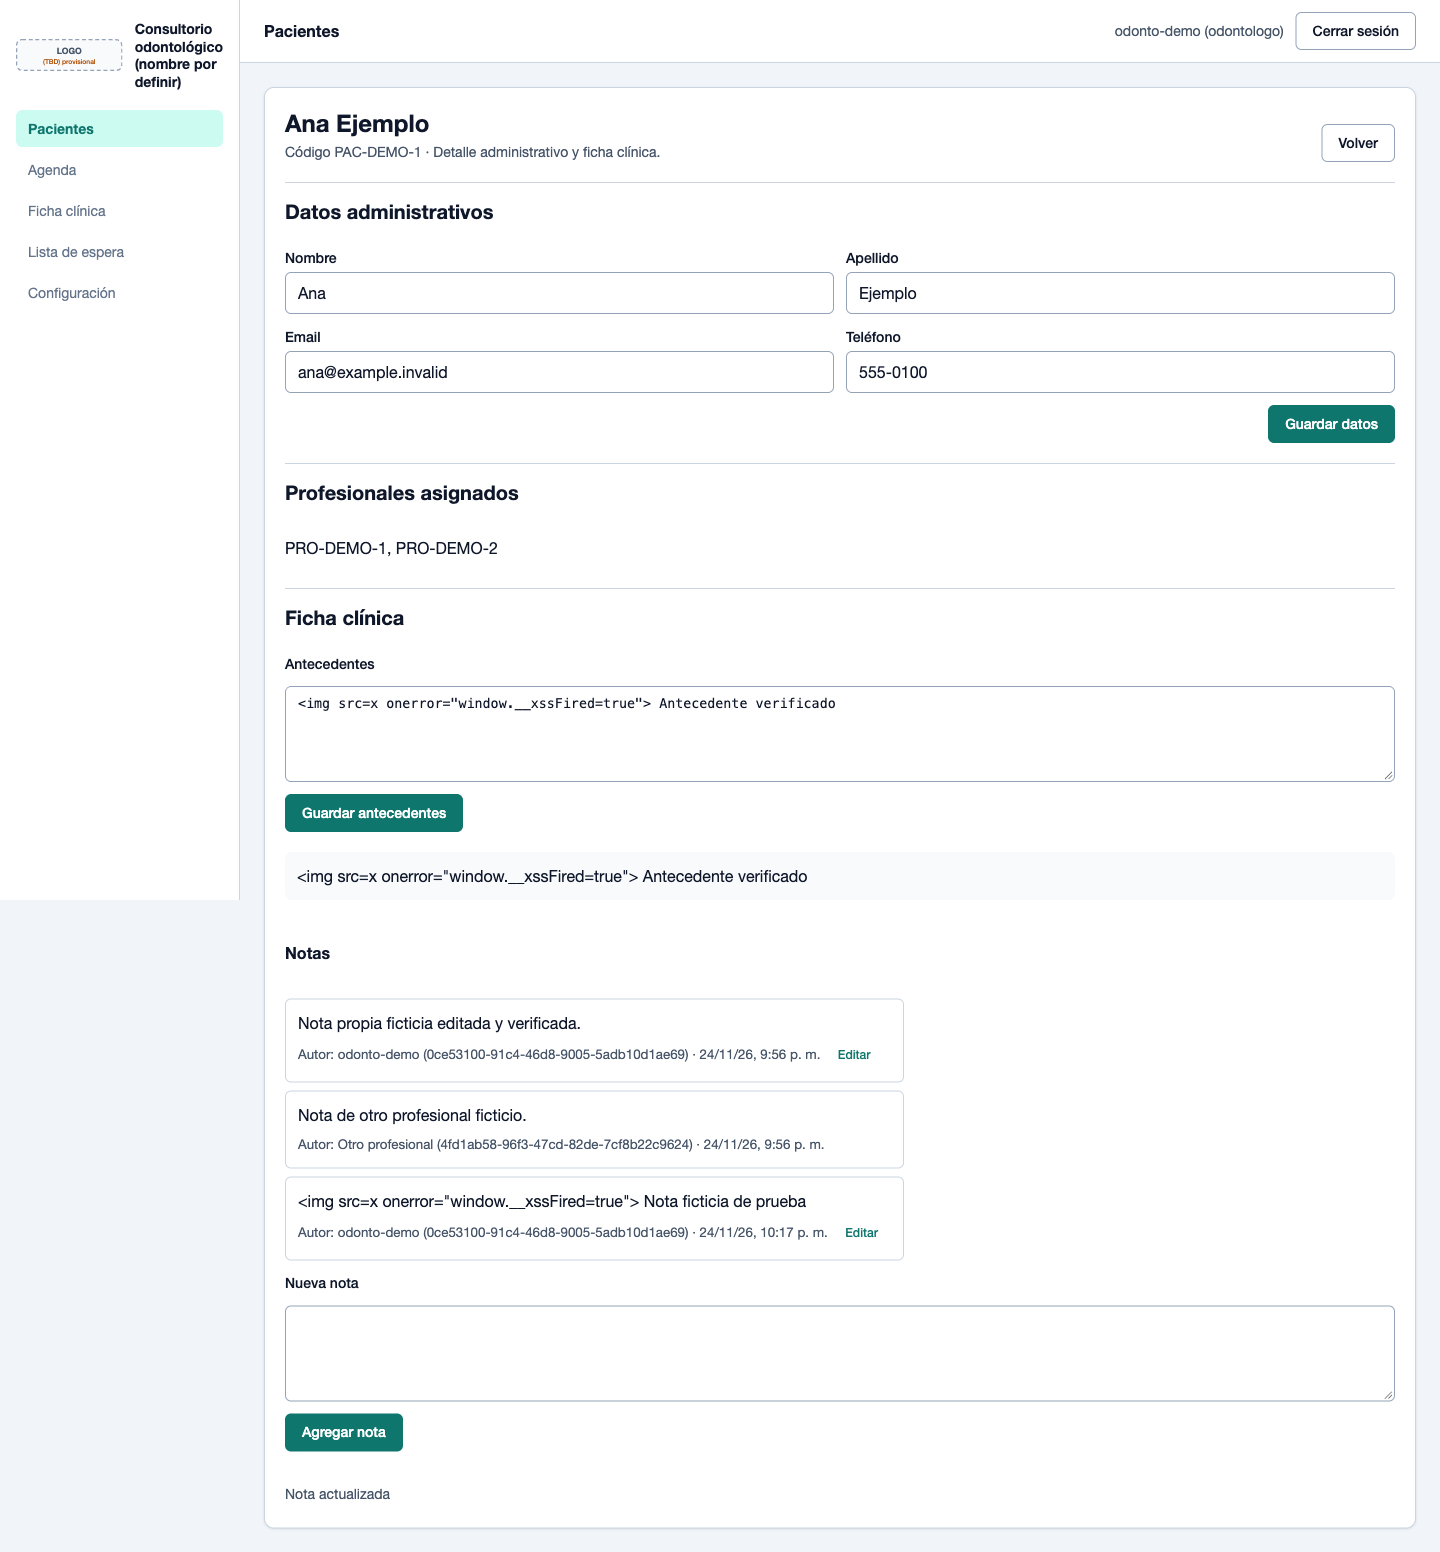 LOGO
(TBD) provisional
Consultorio
odontológico
(nombre por
definir)
Pacientes
Agenda
Ficha clínica
Lista de espera
Configuración
Pacientes
odonto-demo (odontologo)
Cerrar sesión
Ana Ejemplo
Código PAC-DEMO-1 · Detalle administrativo y ficha clínica.
Volver
Datos administrativos
Nombre
Ana
Apellido
Ejemplo
Email
ana@example.invalid
Teléfono
555-0100
Guardar datos
Profesionales asignados
PRO-DEMO-1, PRO-DEMO-2
Ficha clínica
Antecedentes
<img src=x onerror="window.__xssFired=true"> Antecedente verificado
Guardar antecedentes
<img src=x onerror="window.__xssFired=true"> Antecedente verificado
Notas
Nota propia ficticia editada y verificada.
Autor: odonto-demo (0ce53100-91c4-46d8-9005-5adb10d1ae69) · 24/11/26, 9:56 p. m. Editar
Nota de otro profesional ficticio.
Autor: Otro profesional (4fd1ab58-96f3-47cd-82de-7cf8b22c9624) · 24/11/26, 9:56 p. m.
<img src=x onerror="window.__xssFired=true"> Nota ficticia de prueba
Autor: odonto-demo (0ce53100-91c4-46d8-9005-5adb10d1ae69) · 24/11/26, 10:17 p. m. Editar
Nueva nota
Agregar nota
Nota actualizada